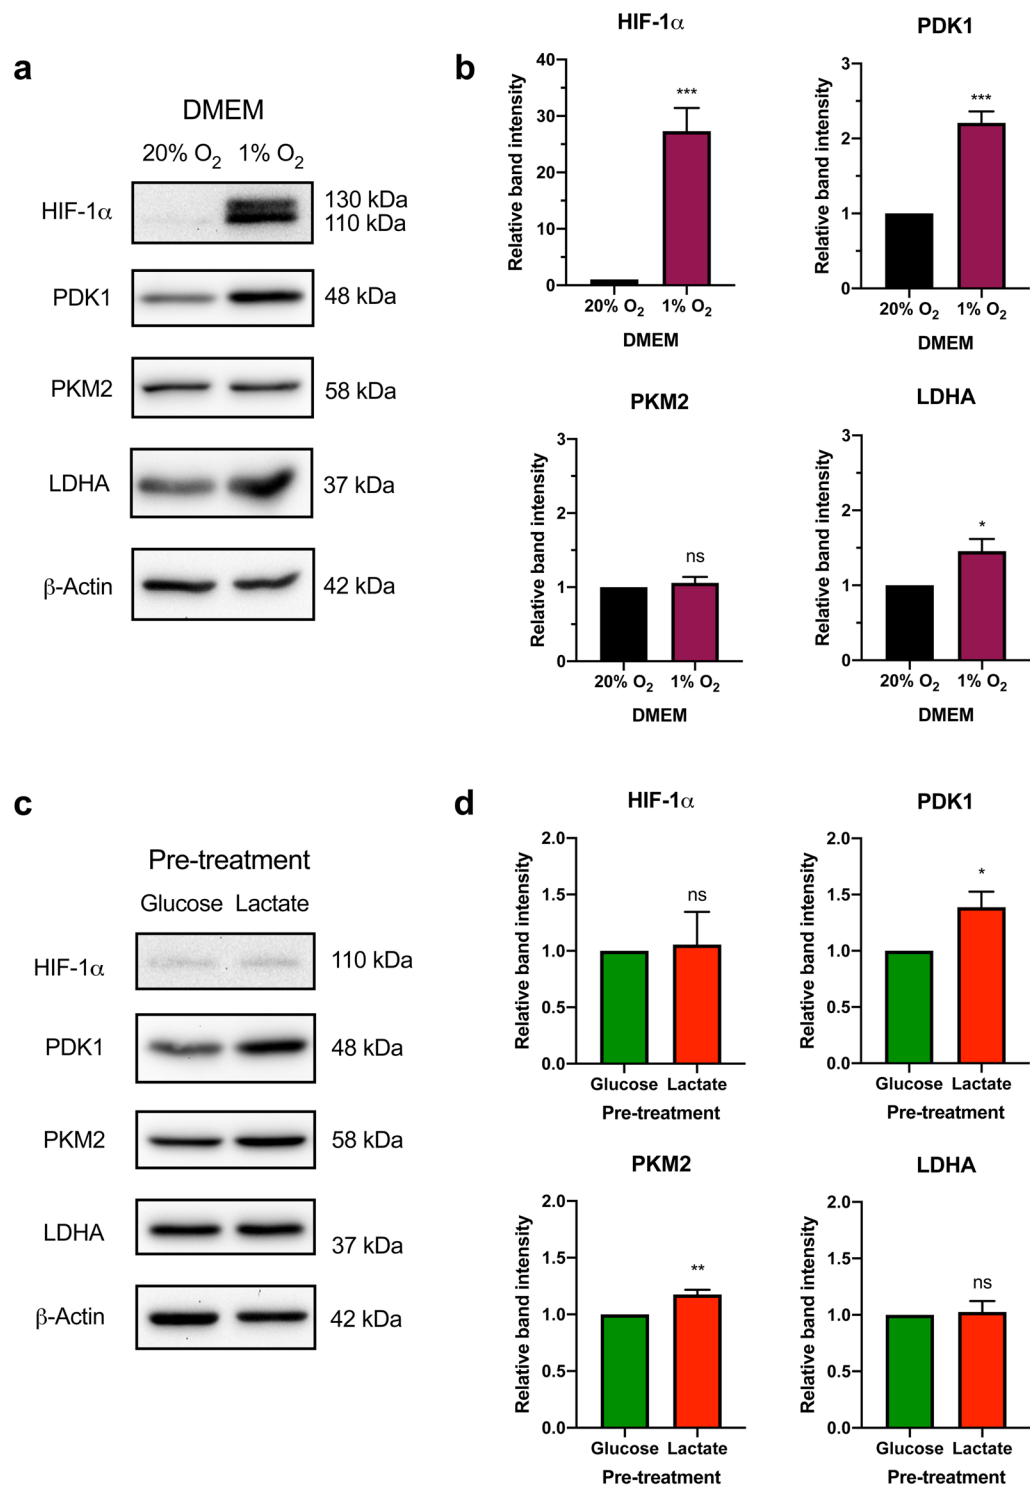 a
DMEM
20% O2 1% O2
HIF-1α
130 kDa
110 kDa
PDK1
48 kDa
PKM2
58 kDa
LDHA
37 kDa
β-Actin
42 kDa
b
HIF-1α
Relative band intensity
40
30
20
10
0
***
20% O2 1% O2
DMEM
PDK1
Relative band intensity
3
2
1
0
***
20% O2 1% O2
DMEM
PKM2
Relative band intensity
3
2
1
0
ns
20% O2 1% O2
DMEM
LDHA
Relative band intensity
3
2
1
0
*
20% O2 1% O2
DMEM
c
Pre-treatment
Glucose Lactate
HIF-1α
110 kDa
PDK1
48 kDa
PKM2
58 kDa
LDHA
37 kDa
β-Actin
42 kDa
d
HIF-1α
Relative band intensity
2.0
1.5
1.0
0.5
0.0
ns
Glucose Lactate
Pre-treatment
PDK1
Relative band intensity
2.0
1.5
1.0
0.5
0.0
*
Glucose Lactate
Pre-treatment
PKM2
Relative band intensity
2.0
1.5
1.0
0.5
0.0
**
Glucose Lactate
Pre-treatment
LDHA
Relative band intensity
2.0
1.5
1.0
0.5
0.0
ns
Glucose Lactate
Pre-treatment